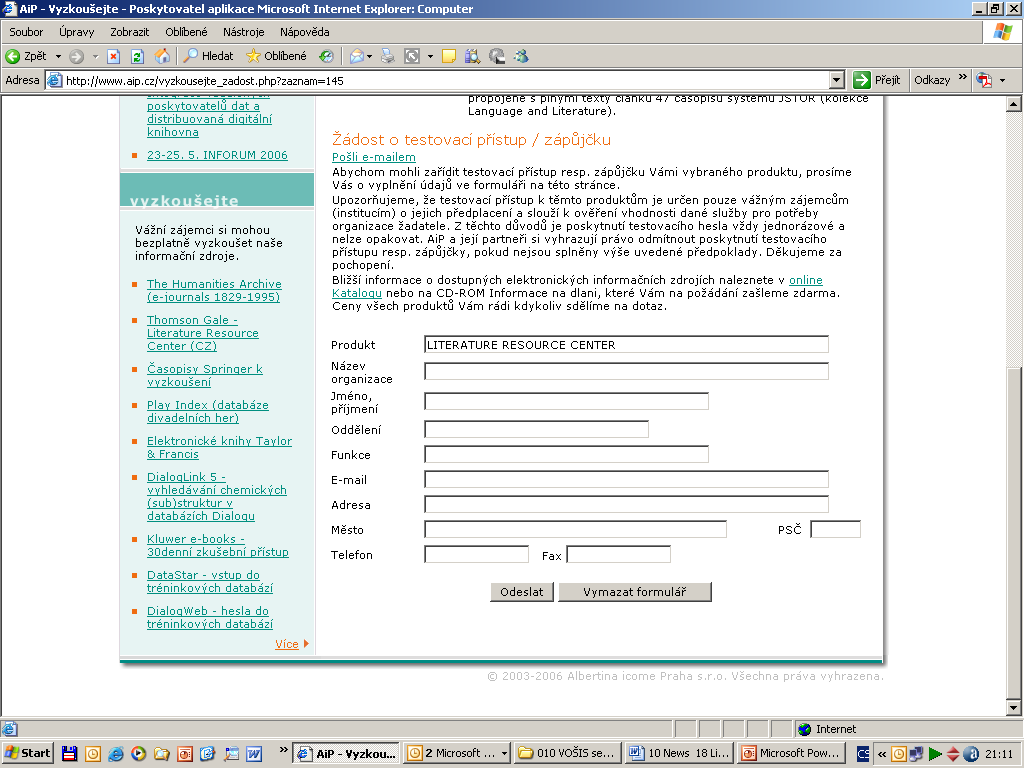 AiP - Vyzkoušejte - Poskytovatel aplikace Microsoft Internet Explorer: Computer
Soubor Úpravy Zobrazit Oblíbené Nástroje Nápověda
Zpět Hledat Oblíbené
Adresa http://www.aip.cz/vyzkousejte_zadost.php?zaznam=145 Přejít Odkazy »
poskytovatelů dat a
distribuovaná digitální
knihovna
23-25. 5. INFORUM 2006
vyzkoušejte
Vážní zájemci si mohou
bezplatně vyzkoušet naše
informační zdroje.
The Humanities Archive
(e-journals 1829-1995)
Thomson Gale -
Literature Resource
Center (CZ)
Časopisy Springer k
vyzkoušení
Play Index (databáze
divadelních her)
Elektronické knihy Taylor
& Francis
DialogLink 5 -
vyhledávání chemických
(sub)struktur v
databázích Dialogu
Kluwer e-books -
30denní zkušební přístup
DataStar - vstup do
tréninkových databází
DialogWeb - hesla do
tréninkových databází
Více
propojené s plnými texty článků 47 časopisů systému JSTOR (kolekce
Language and Literature).
Žádost o testovací přístup / zápůjčku
Pošli e-mailem
Abychom mohli zařídit testovací přístup resp. zápůjčku Vámi vybraného produktu, prosíme
Vás o vyplnění údajů ve formuláři na této stránce.
Upozorňujeme, že testovací přístup k těmto produktům je určen pouze vážným zájemcům
(institucím) o jejich předplacení a slouží k ověření vhodnosti dané služby pro potřeby
organizace žadatele. Z těchto důvodů je poskytnutí testovacího hesla vždy jednorázové a
nelze opakovat. AiP a její partneři si vyhrazují právo odmítnout poskytnutí testovacího
přístupu resp. zápůjčky, pokud nejsou splněny výše uvedené předpoklady. Děkujeme za
pochopení.
Bližší informace o dostupných elektronických informačních zdrojích naleznete v online
Katalogu nebo na CD-ROM Informace na dlani, které Vám na požádání zašleme zdarma.
Ceny všech produktů Vám rádi kdykoliv sdělíme na dotaz.
Produkt LITERATURE RESOURCE CENTER
Název
organizace
Jméno,
příjmení
Oddělení
Funkce
E-mail
Adresa
Město PSČ
Telefon Fax
Odeslat Vymazat formulář
© 2003-2006 Albertina icome Praha s.r.o. Všechna práva vyhrazena.
Internet
Start » AiP - Vyzkou... 2 Microsoft ... 010 VOŠIS se... 10 News 18 Li... Microsoft Pow... CS « 21:11